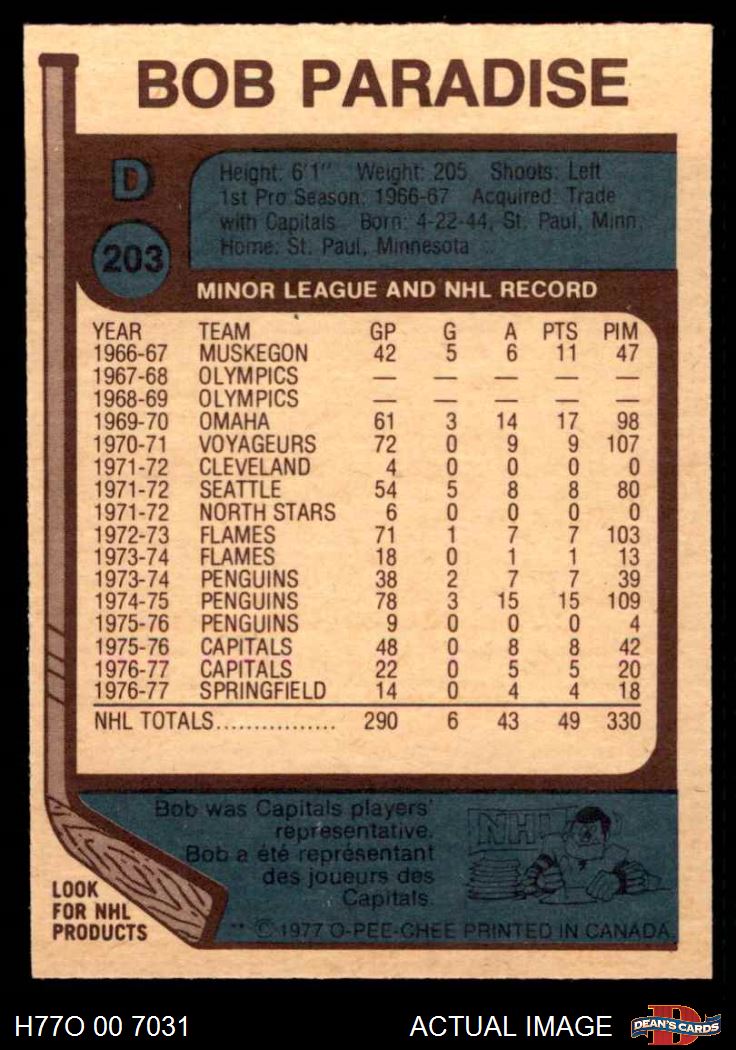 BOB PARADISE
D
203
Height: 6'1" Weight: 205 Shoots: Left
1st Pro Season: 1966-67 Acquired: Trade
with Capitals Born: 4-22-44, St. Paul, Minn.
Home: St. Paul, Minnesota
MINOR LEAGUE AND NHL RECORD
YEAR TEAM GP G A PTS PIM
1966-67 MUSKEGON 42 5 6 11 47
1967-68 OLYMPICS — — — — —
1968-69 OLYMPICS — — — — —
1969-70 OMAHA 61 3 14 17 98
1970-71 VOYAGEURS 72 0 9 9 107
1971-72 CLEVELAND 4 0 0 0 0
1971-72 SEATTLE 54 5 8 8 80
1971-72 NORTH STARS 6 0 0 0 0
1972-73 FLAMES 71 1 7 7 103
1973-74 FLAMES 18 0 1 1 13
1973-74 PENGUINS 38 2 7 7 39
1974-75 PENGUINS 78 3 15 15 109
1975-76 PENGUINS 9 0 0 0 4
1975-76 CAPITALS 48 0 8 8 42
1976-77 CAPITALS 22 0 5 5 20
1976-77 SPRINGFIELD 14 0 4 4 18
NHL TOTALS................ 290 6 43 49 330
Bob was Capitals players'
representative.
Bob a été représentant
des joueurs des
Capitals.
NHL
LOOK
FOR NHL
PRODUCTS
** © 1977 O-PEE-CHEE PRINTED IN CANADA
H77O 00 7031
ACTUAL IMAGE
D
DEAN'S CARDS